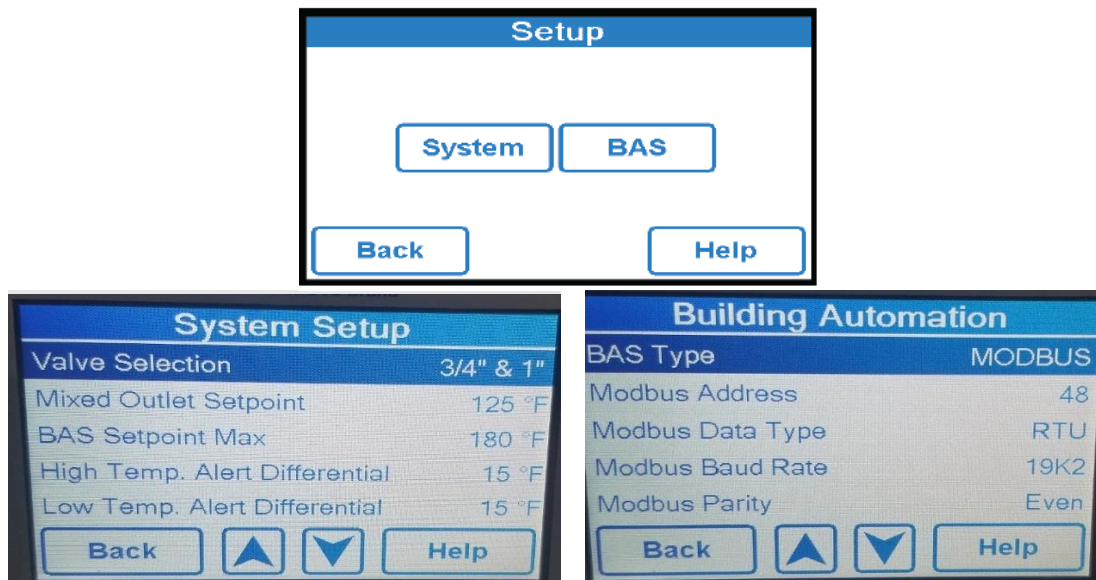 Setup
System BAS
Back Help
System Setup
Valve Selection 3/4" & 1"
Mixed Outlet Setpoint 125 °F
BAS Setpoint Max 180 °F
High Temp. Alert Differential 15 °F
Low Temp. Alert Differential 15 °F
Back Help
Building Automation
BAS Type MODBUS
Modbus Address 48
Modbus Data Type RTU
Modbus Baud Rate 19K2
Modbus Parity Even
Back Help